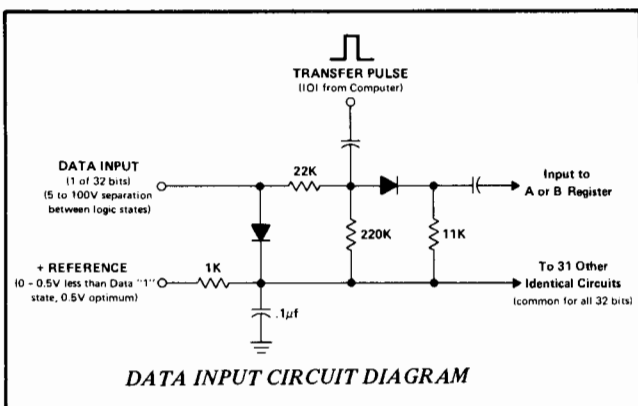 TRANSFER PULSE
(IOI from Computer)
DATA INPUT
(1 of 32 bits)
(5 to 100V separation
between logic states)
22K
Input to
A or B Register
220K
11K
+ REFERENCE
(0 - 0.5V less than Data "1"
state, 0.5V optimum)
1K
To 31 Other
Identical Circuits
(common for all 32 bits)
.1µf
DATA INPUT CIRCUIT DIAGRAM